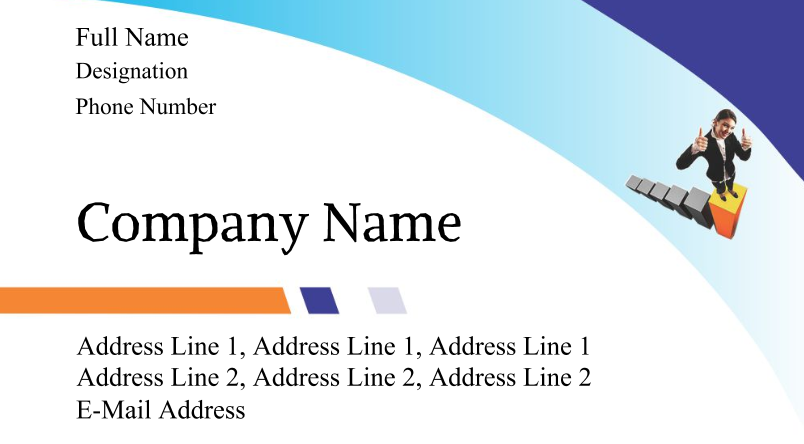 Full Name
Designation
Phone Number
Company Name
Address Line 1, Address Line 1, Address Line 1
Address Line 2, Address Line 2, Address Line 2
E-Mail Address